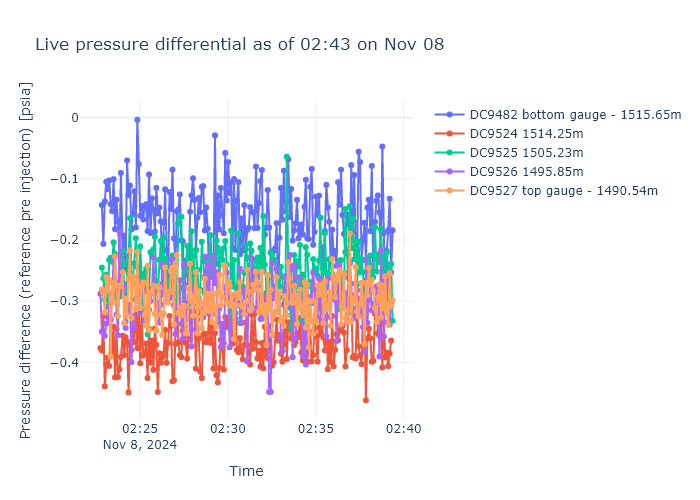 Live pressure differential as of 02:43 on Nov 08
Pressure difference (reference pre injection) [psia]
0
−0.1
−0.2
−0.3
−0.4
02:25
Nov 8, 2024
02:30
02:35
02:40
Time
DC9482 bottom gauge - 1515.65m
DC9524 1514.25m
DC9525 1505.23m
DC9526 1495.85m
DC9527 top gauge - 1490.54m